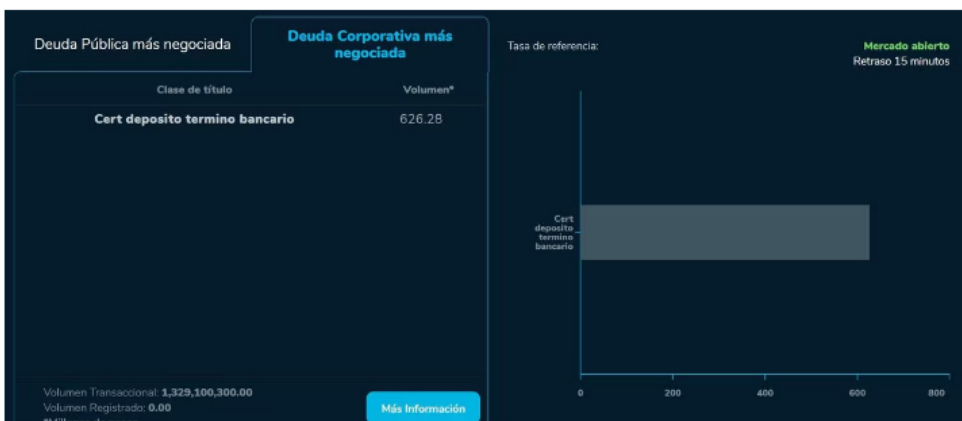 Deuda Pública más negociada
Deuda Corporativa más
negociada
Clase de título Volumen*
Cert deposito termino bancario 626.28
Volumen Transaccional: 1,329,100,300.00
Volumen Registrado: 0.00
Más Información
Tasa de referencia:
Mercado abierto
Retraso 15 minutos
Cert
deposito
termino
bancario
0 200 400 600 800